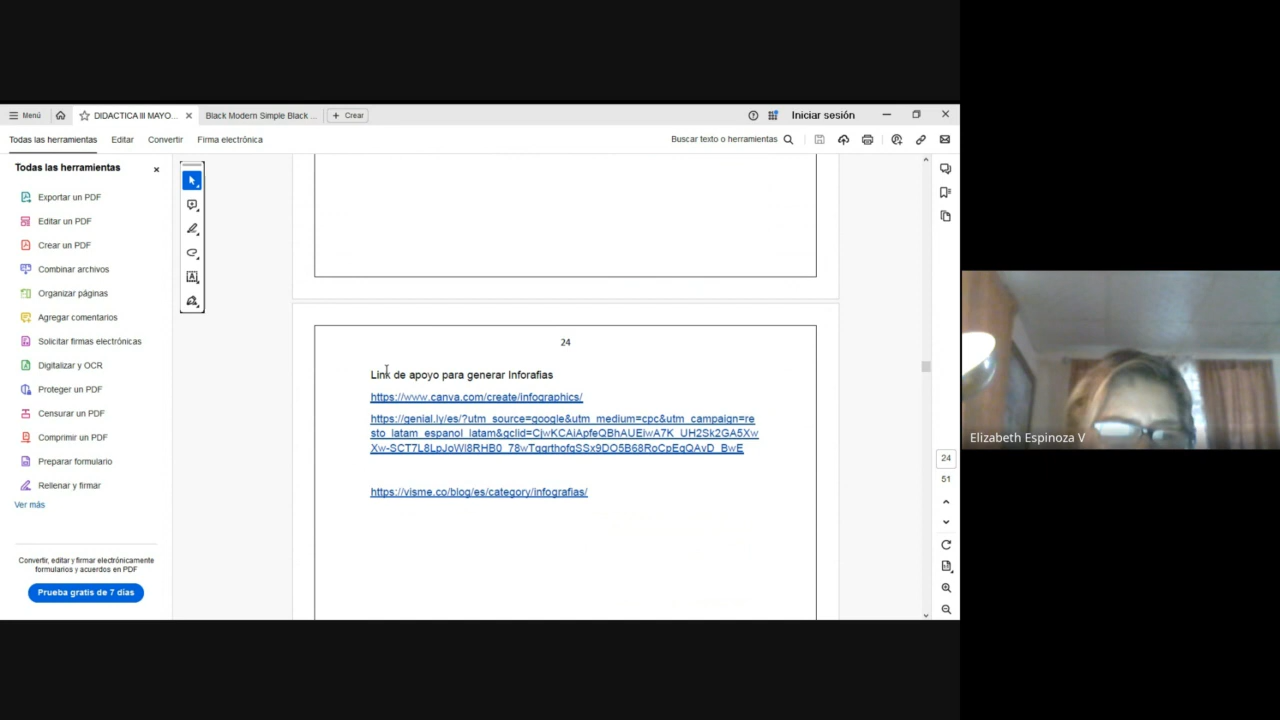 Menú
DIDACTICA III MAYO...
Black Modern Simple Black ...
Crear
Iniciar sesión
Todas las herramientas
Editar
Convertir
Firma electrónica
Buscar texto o herramientas
Todas las herramientas
Exportar un PDF
Editar un PDF
Crear un PDF
Combinar archivos
Organizar páginas
Agregar comentarios
Solicitar firmas electrónicas
Digitalizar y OCR
Proteger un PDF
Censurar un PDF
Comprimir un PDF
Preparar formulario
Rellenar y firmar
Ver más
Convertir, editar y firmar electrónicamente
formularios y acuerdos en PDF
Prueba gratis de 7 días
24
Link de apoyo para generar Inforafias
https://www.canva.com/create/infographics/
https://genial.ly/es/?utm_source=google&utm_medium=cpc&utm_campaign=re
https://visme.co/blog/es/category/infografias/
24
51
Elizabeth Espinoza V